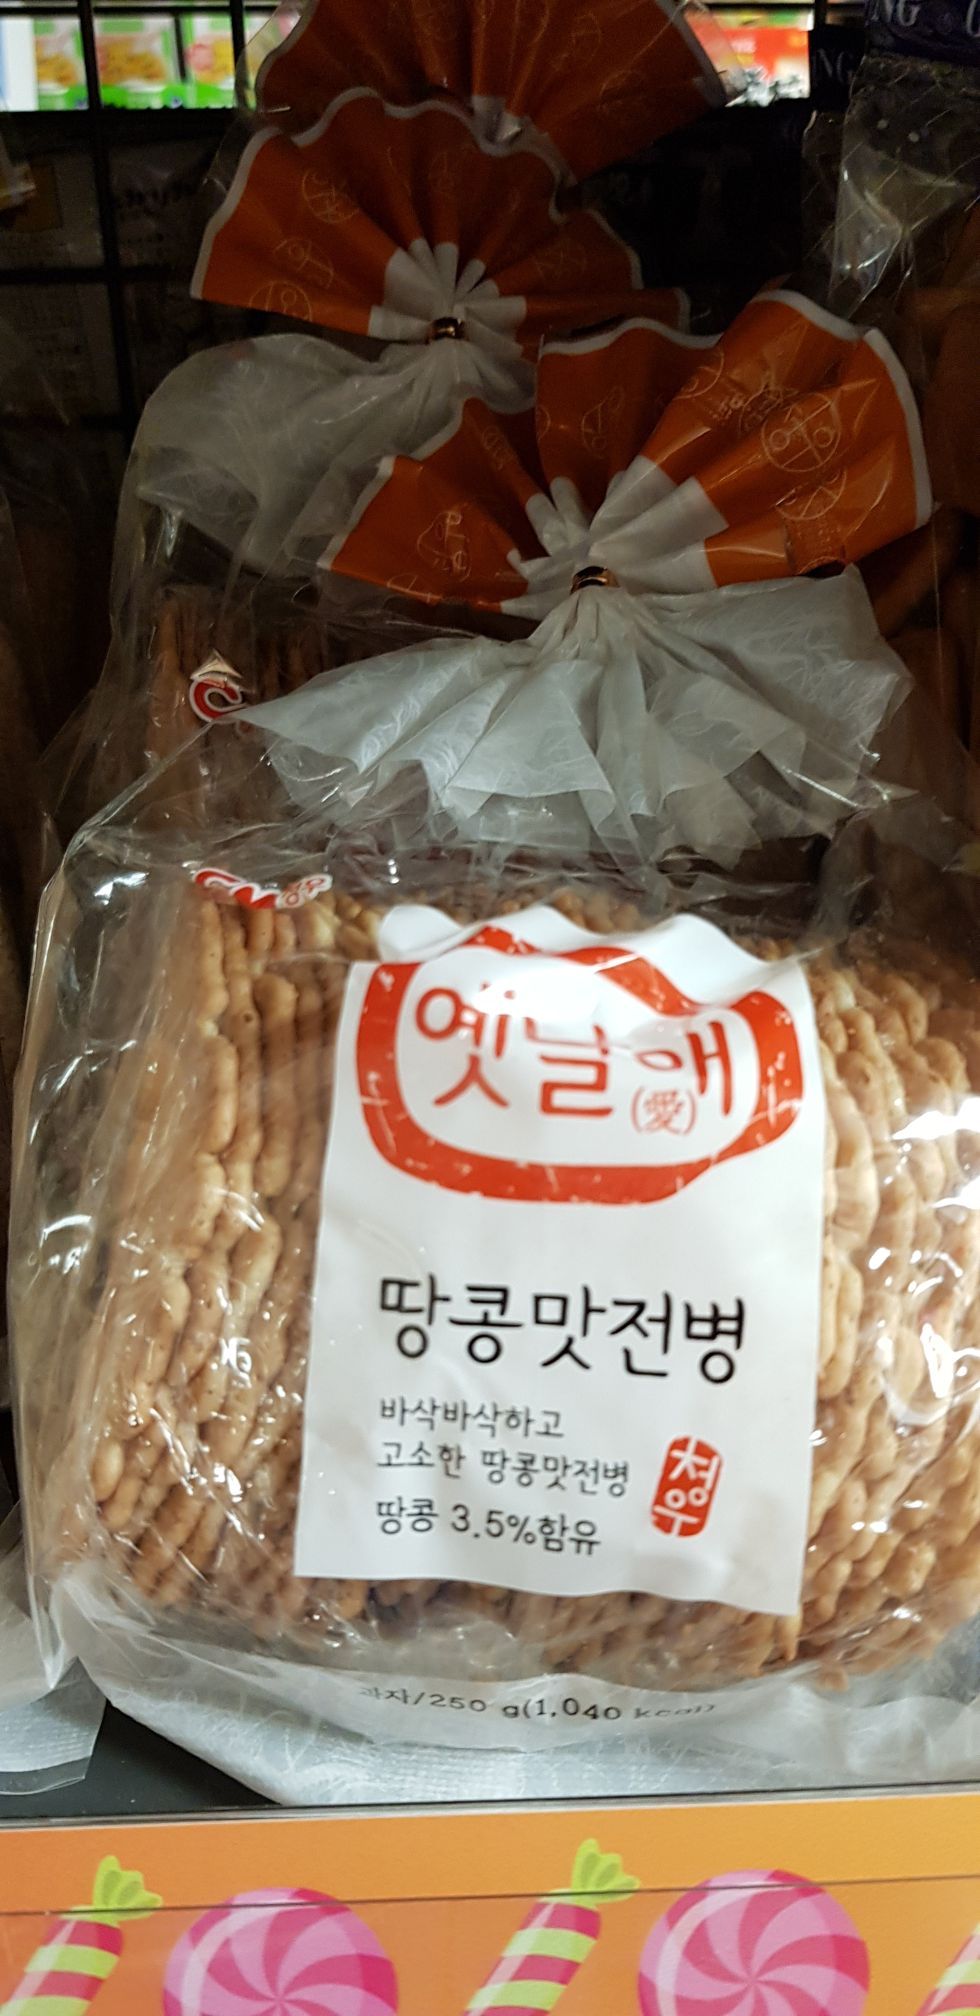 옛날애
(愛)
땅콩맛전병
바삭바삭하고
고소한 땅콩맛전병
땅콩 3.5%함유
청우
과자/250 g(1,040 kcal)